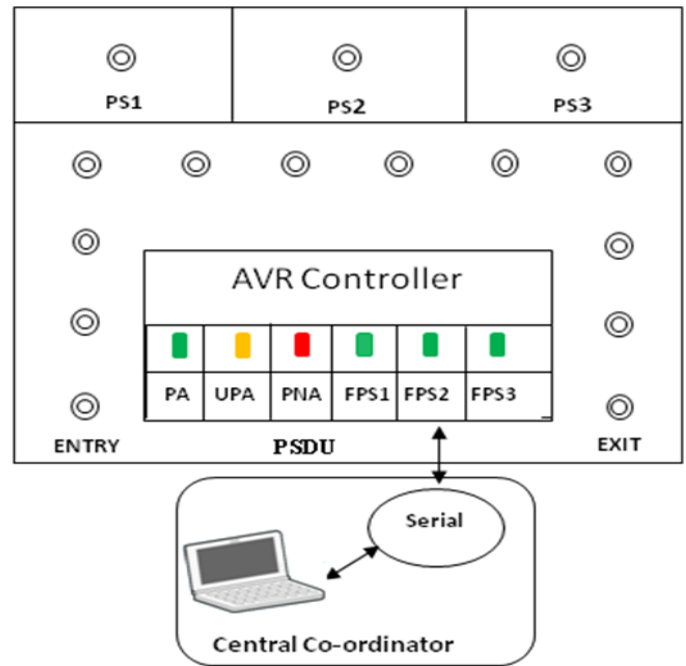 PS1 PS2 PS3
AVR Controller
PA UPA PNA FPS1 FPS2 FPS3
ENTRY PSDU EXIT
Serial
Central Co-ordinator